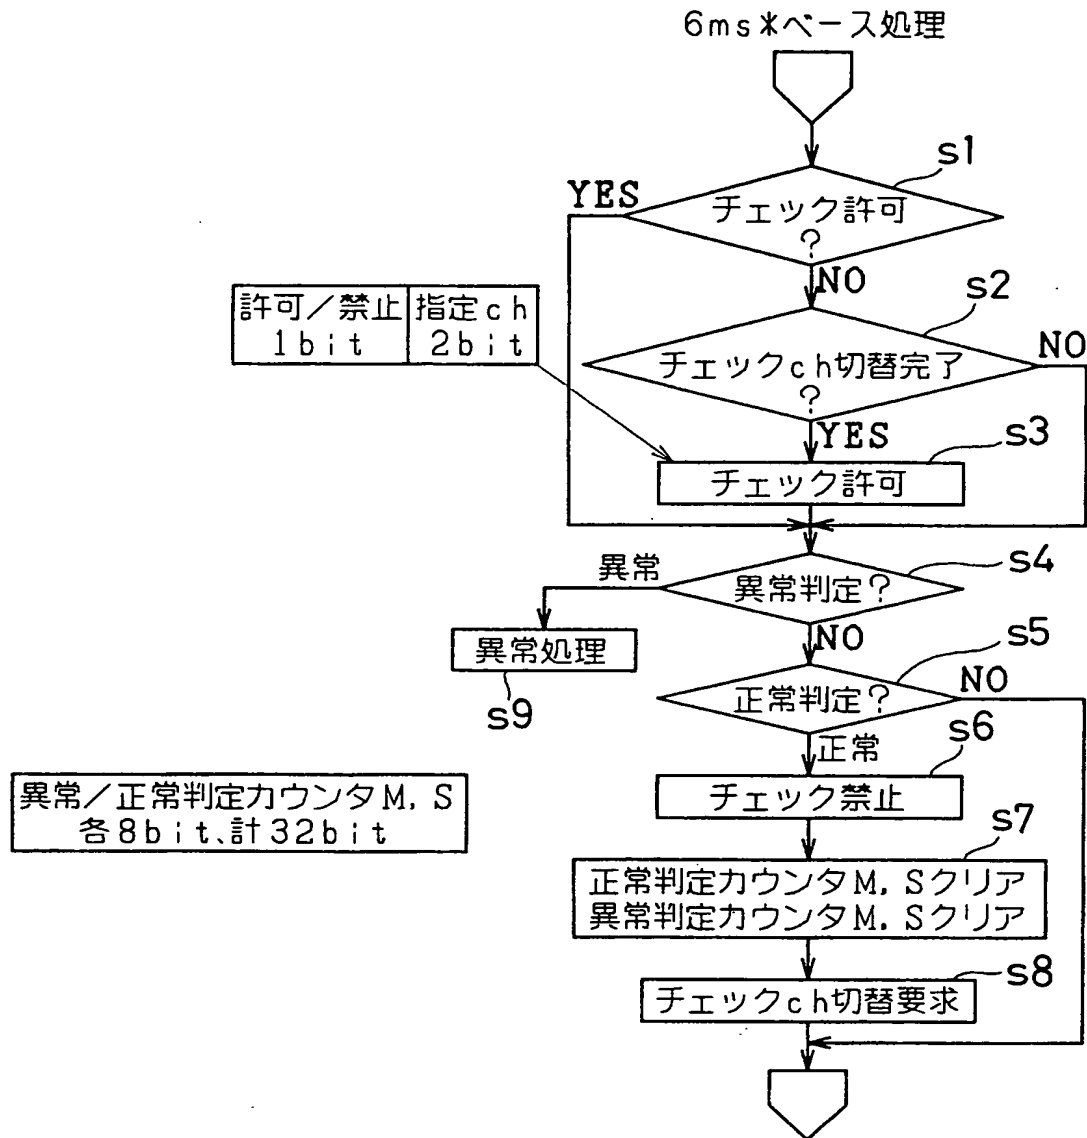 6ms*ベース処理
s1
YES
チェック許可
?
NO
s2
許可/禁止 指定ch
1bit 2bit
チェックch切替完了
?
NO
YES
s3
チェック許可
s4
異常
異常判定?
NO
s5
異常処理
s9
正常判定?
NO
正常
s6
チェック禁止
異常/正常判定カウンタM,S
各8bit、計32bit
s7
正常判定カウンタM,Sクリア
異常判定カウンタM,Sクリア
s8
チェックch切替要求